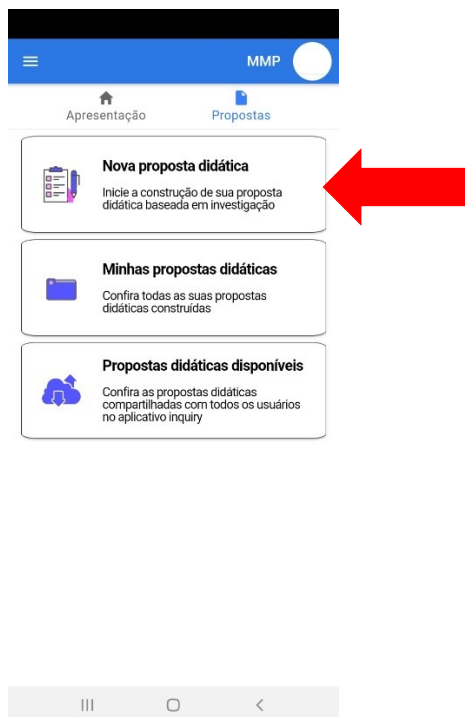 MMP
Apresentação
Propostas
Nova proposta didática
Inicie a construção de sua proposta
didática baseada em investigação
Minhas propostas didáticas
Confira todas as suas propostas
didáticas construídas
Propostas didáticas disponíveis
Confira as propostas didáticas
compartilhadas com todos os usuários
no aplicativo inquiry